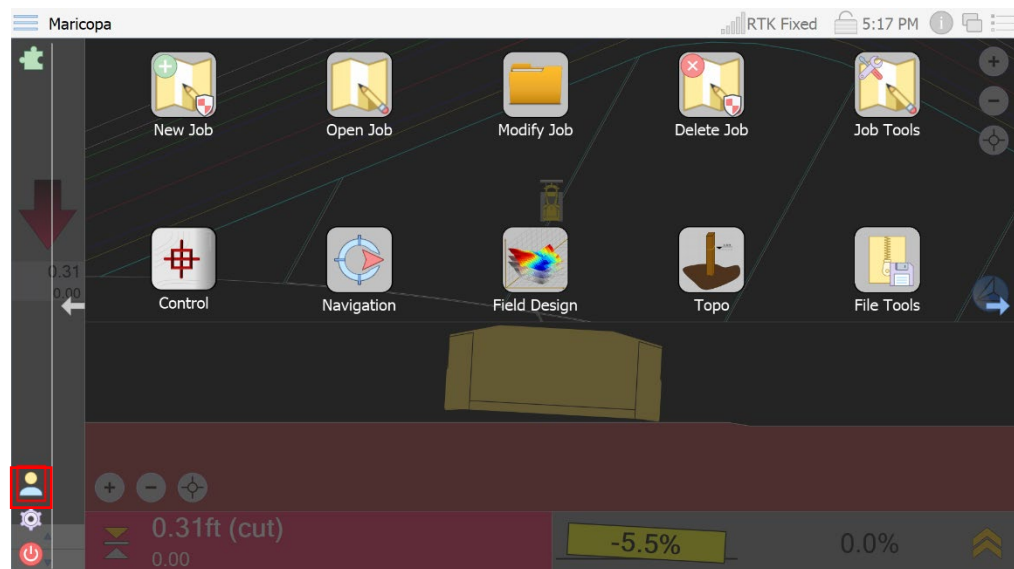 Maricopa
RTK Fixed
5:17 PM
New Job
Open Job
Modify Job
Delete Job
Job Tools
Control
Navigation
Field Design
Topo
File Tools
0.31
0.00
0.31ft (cut)
0.00
-5.5%
0.0%